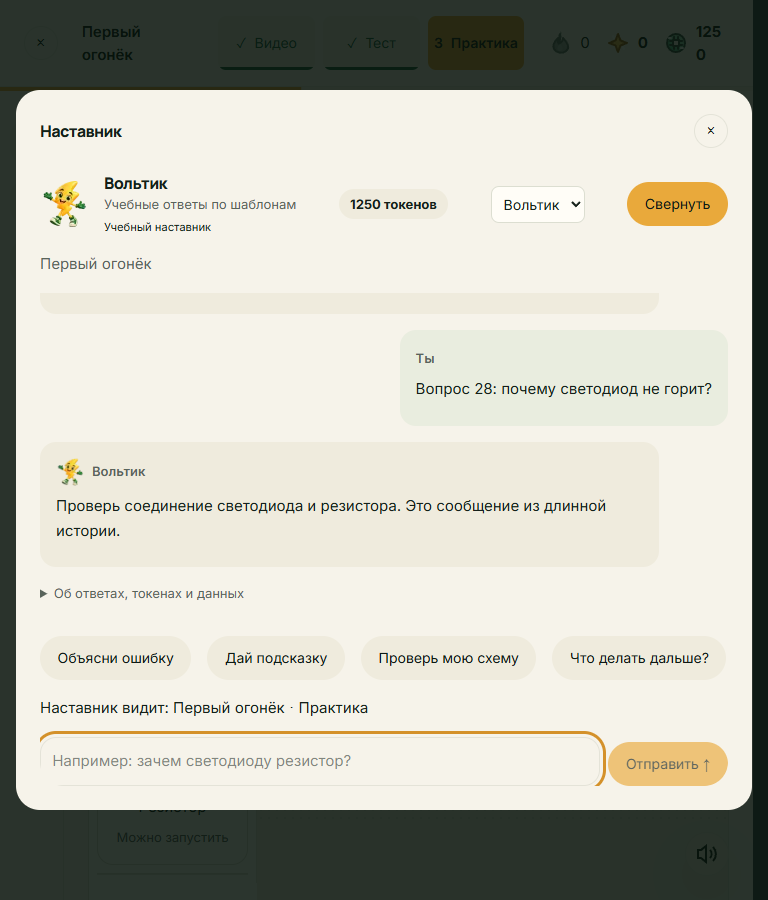 ×
Первый
огонёк
✓ Видео
✓ Тест
3 Практика
0
0
125
0
Наставник
×
Вольтик
Учебные ответы по шаблонам
Учебный наставник
1250 токенов
Вольтик
Свернуть
Первый огонёк
Ты
Вопрос 28: почему светодиод не горит?
Вольтик
Проверь соединение светодиода и резистора. Это сообщение из длинной
истории.
Об ответах, токенах и данных
Объясни ошибку
Дай подсказку
Проверь мою схему
Что делать дальше?
Наставник видит: Первый огонёк · Практика
Например: зачем светодиоду резистор?
Отправить ↑
Резистор
Можно запустить